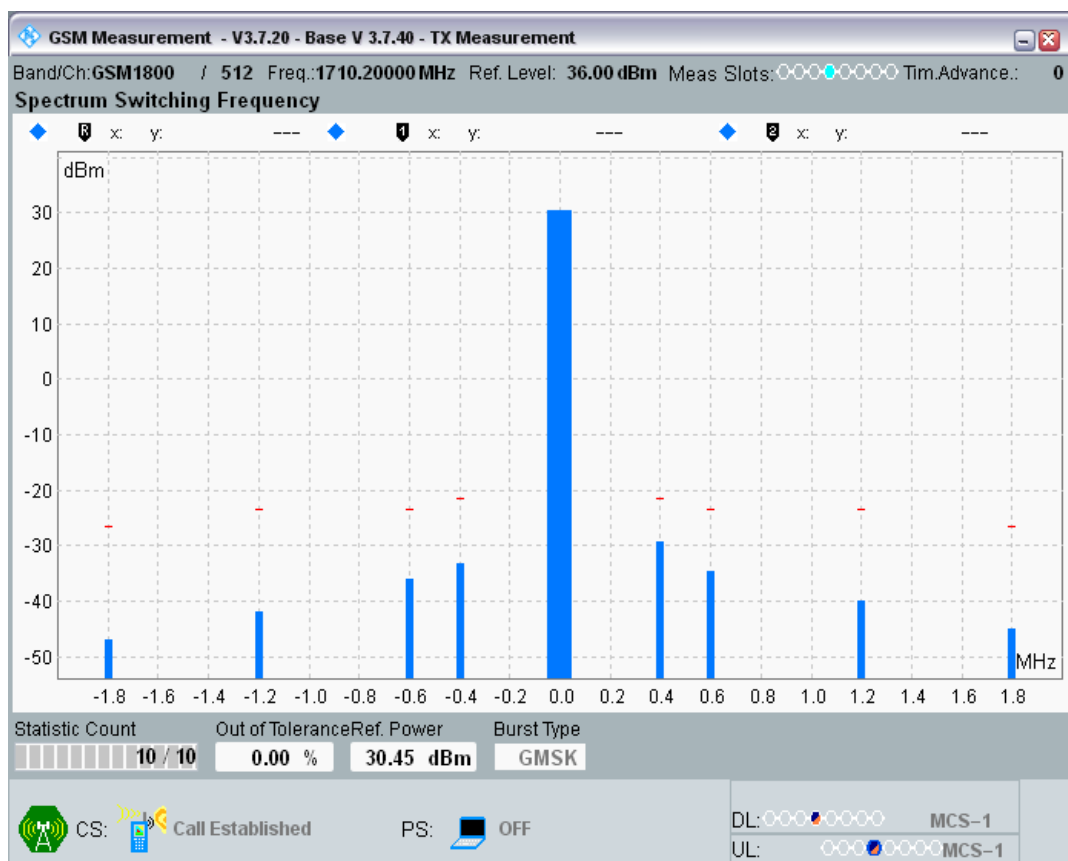 GSM Measurement - V3.7.20 - Base V 3.7.40 - TX Measurement
Band/Ch:GSM1800 / 512 Freq.:1710.20000 MHz Ref. Level: 36.00 dBm Meas Slots: Tim.Advance.: 0
Spectrum Switching Frequency
R x: y: --- 1 x: y: --- 2 x: y: ---
dBm
30
20
10
0
-10
-20
-30
-40
-50
MHz
-1.8 -1.6 -1.4 -1.2 -1.0 -0.8 -0.6 -0.4 -0.2 0.0 0.2 0.4 0.6 0.8 1.0 1.2 1.4 1.6 1.8
Statistic Count Out of Tolerance Ref. Power Burst Type
10 / 10 0.00 % 30.45 dBm GMSK
CS: Call Established PS: OFF DL: MCS-1
UL: MCS-1